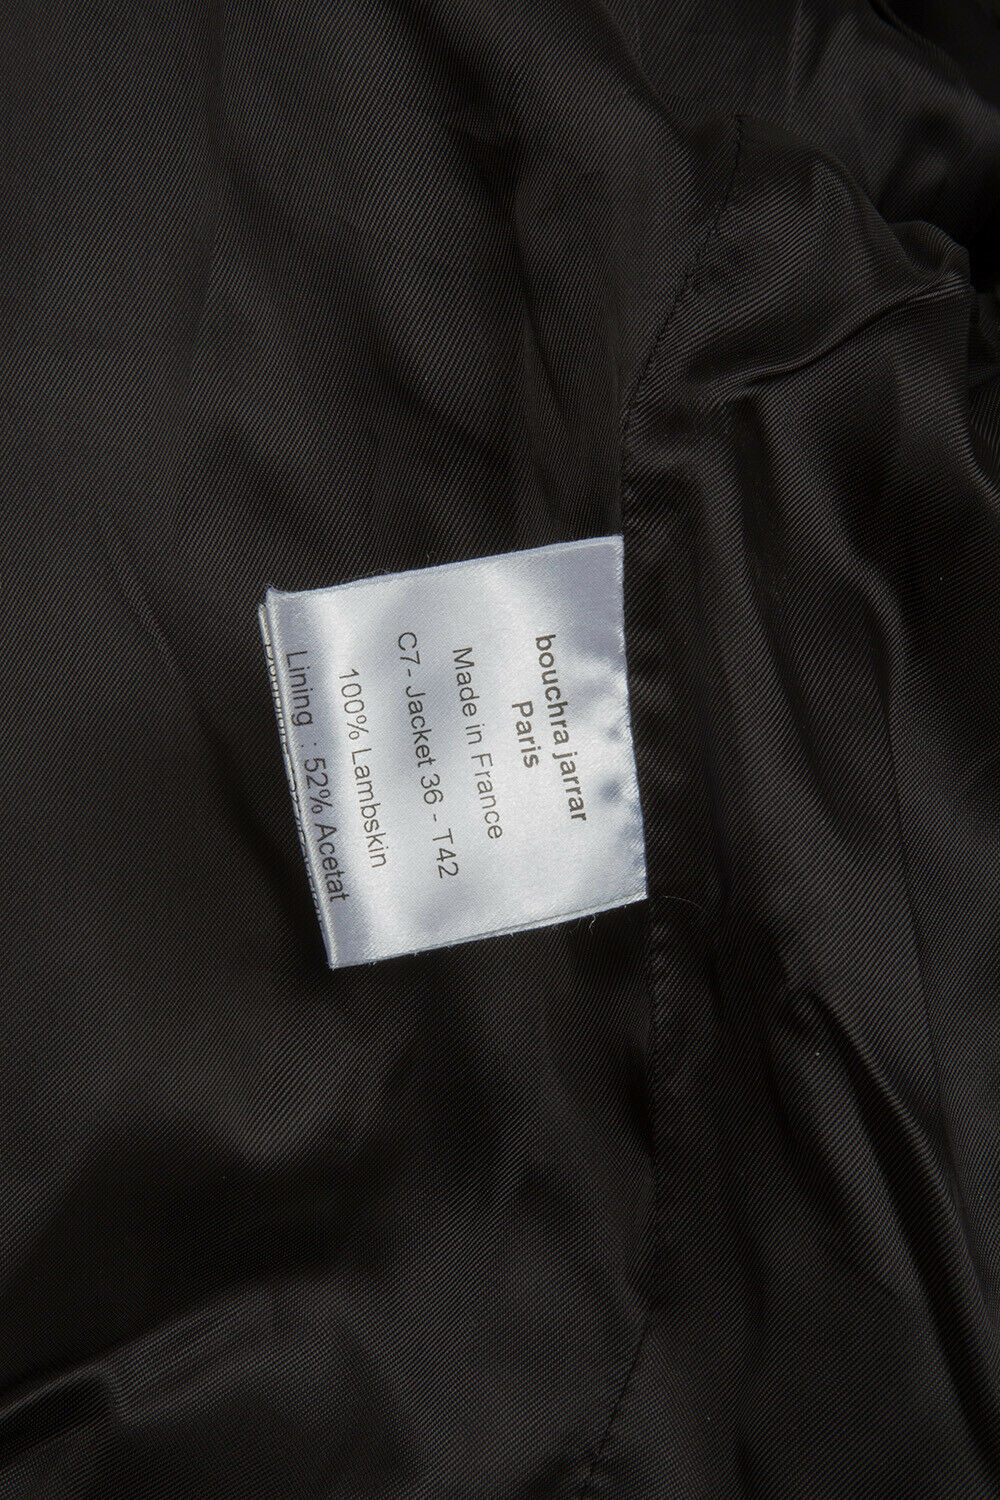 bouchra jarrar
Paris
Made in France
C7- Jacket 36 - T42
100% Lambskin
Lining : 52% Acetat